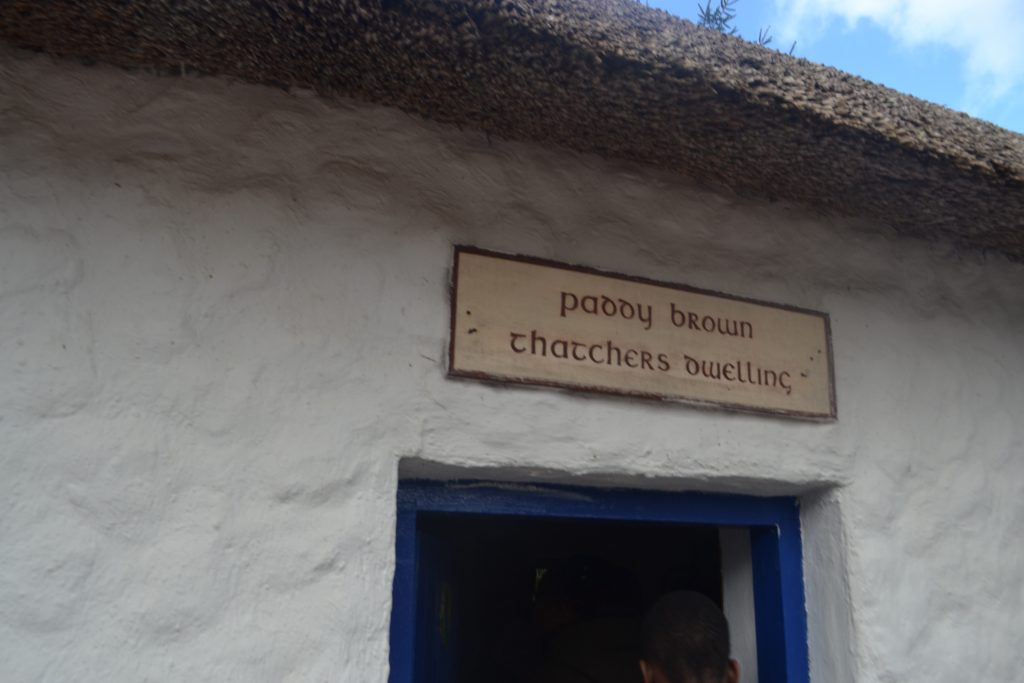 paddy brown
thatchers dwelling